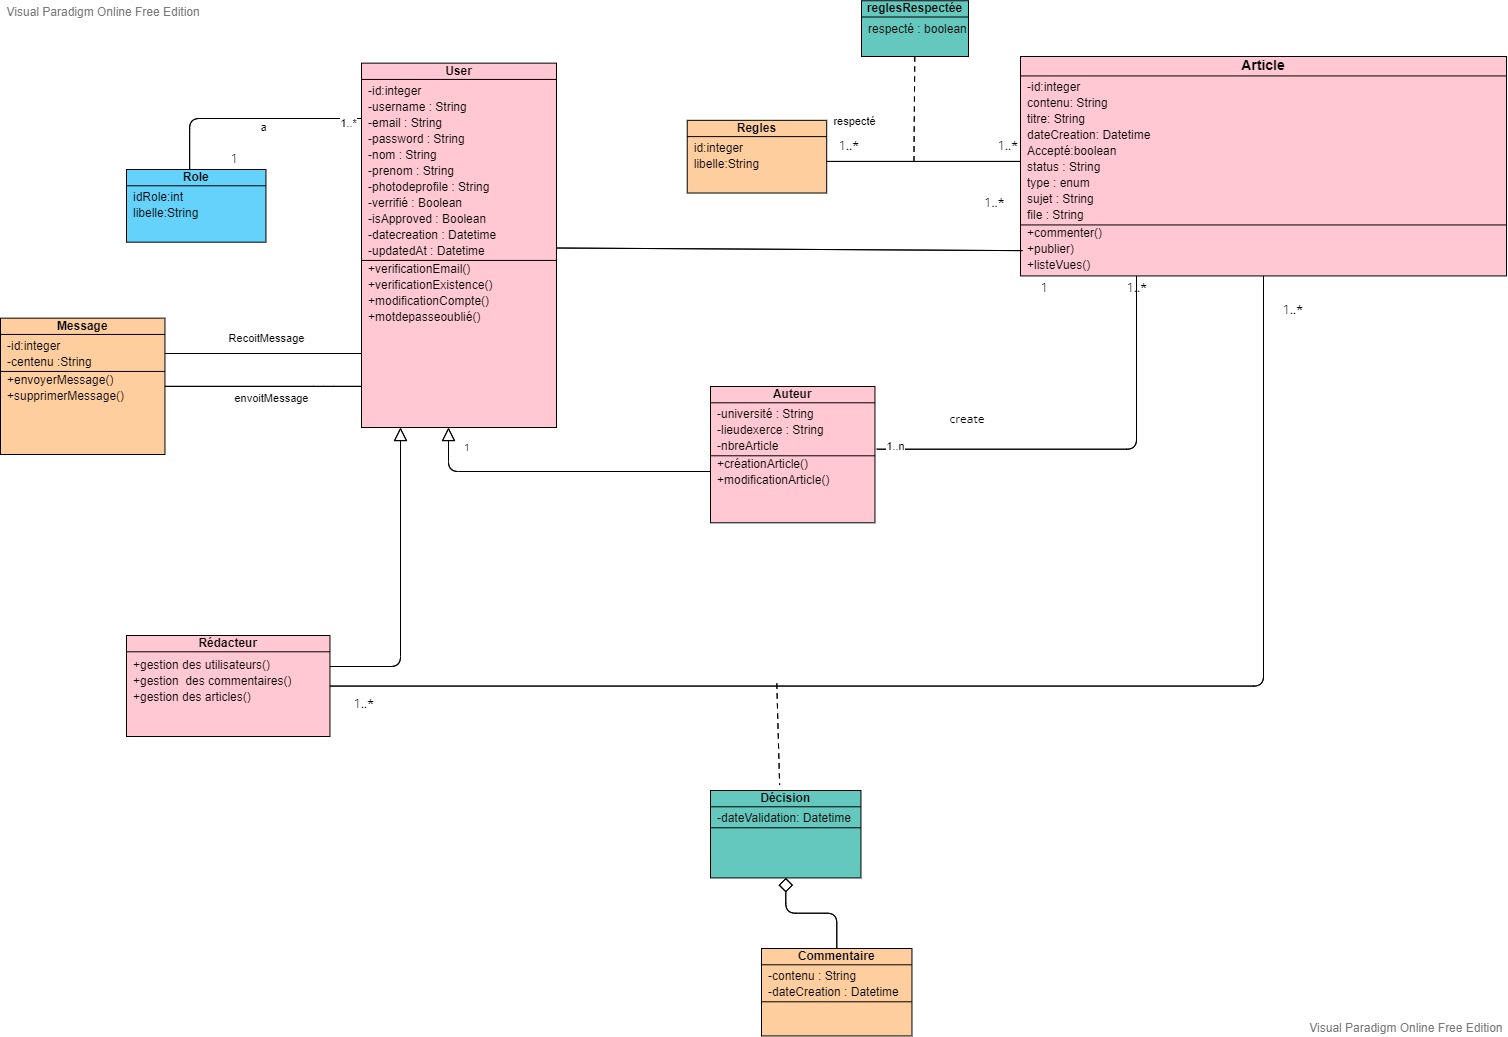 Visual Paradigm Online Free Edition
reglesRespectée
respecté : boolean
User
-id:integer
-username : String
-email : String
-password : String
-nom : String
-prenom : String
-photodeprofile : String
-verrifié : Boolean
-isApproved : Boolean
-datecreation : Datetime
-updatedAt : Datetime
+verificationEmail()
+verificationExistence()
+modificationCompte()
+motdepasseoublié()
Article
-id:integer
contenu: String
titre: String
dateCreation: Datetime
Accepté:boolean
status : String
type : enum
sujet : String
file : String
+commenter()
+publier)
+listeVues()
a
1..*
1
Role
idRole:int
libelle:String
Regles
id:integer
libelle:String
respecté
1..*
1..*
1..*
1
1..*
1..*
Message
-id:integer
-centenu :String
+envoyerMessage()
+supprimerMessage()
RecoitMessage
envoitMessage
1
Auteur
-université : String
-lieudexerce : String
-nbreArticle
+créationArticle()
+modificationArticle()
create
1..n
Rédacteur
+gestion des utilisateurs()
+gestion  des commentaires()
+gestion des articles()
1..*
Décision
-dateValidation: Datetime
Commentaire
-contenu : String
-dateCreation : Datetime
Visual Paradigm Online Free Edition